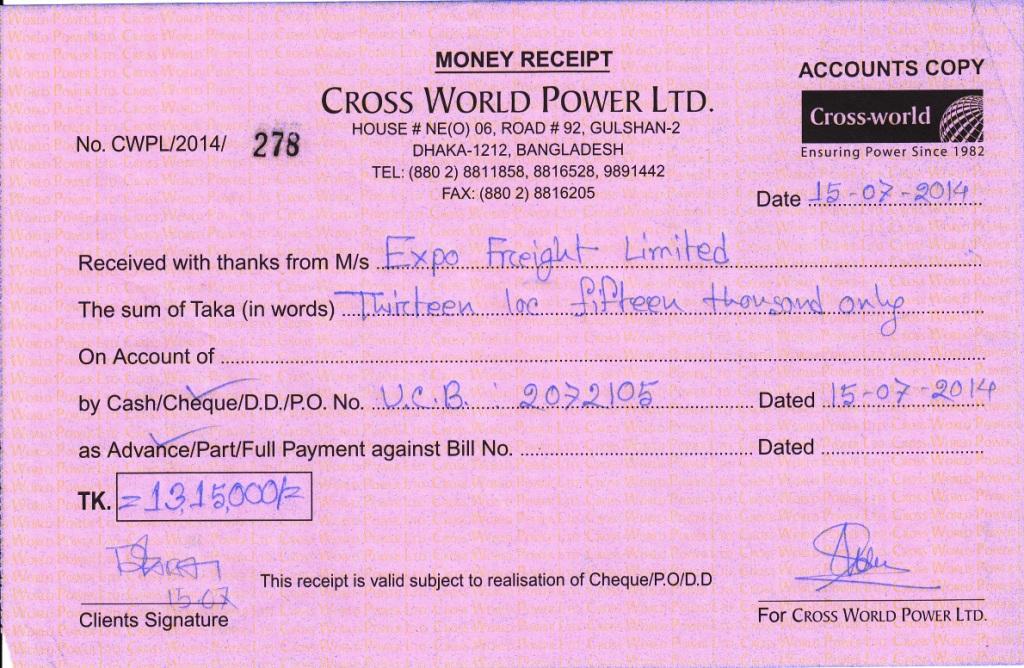 MONEY RECEIPT
ACCOUNTS COPY
CROSS WORLD POWER LTD.
Cross-world
Ensuring Power Since 1982
No. CWPL/2014/ 278
HOUSE # NE(O) 06, ROAD # 92, GULSHAN-2
DHAKA-1212, BANGLADESH
TEL: (880 2) 8811858, 8816528, 9891442
FAX: (880 2) 8816205
Date 15-07-2014
Received with thanks from M/s Expo Freight Limited
The sum of Taka (in words) Thirteen lac fifteen thousand only
On Account of
by Cash/Cheque/D.D./P.O. No. U.C.B. : 2072105 Dated 15-07-2014
as Advance/Part/Full Payment against Bill No. Dated
TK. =13,15,000/=
15-07
This receipt is valid subject to realisation of Cheque/P.O/D.D
Clients Signature
For CROSS WORLD POWER LTD.